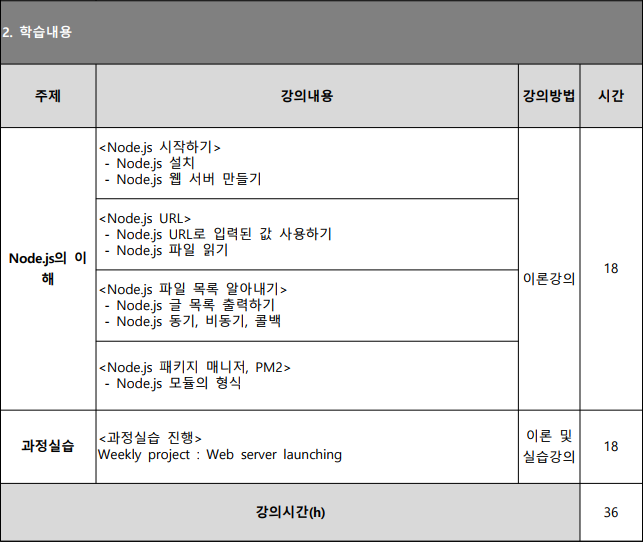 2. 학습내용
주제 강의내용 강의방법 시간
<Node.js 시작하기>
- Node.js 설치
- Node.js 웹 서버 만들기
<Node.js URL>
- Node.js URL로 입력된 값 사용하기
- Node.js 파일 읽기
Node.js의 이
해
<Node.js 파일 목록 알아내기>
- Node.js 글 목록 출력하기
- Node.js 동기, 비동기, 콜백
<Node.js 패키지 매니저, PM2>
- Node.js 모듈의 형식
이론강의
18
과정실습
<과정실습 진행>
Weekly project : Web server launching
이론 및
실습강의
18
강의시간(h) 36